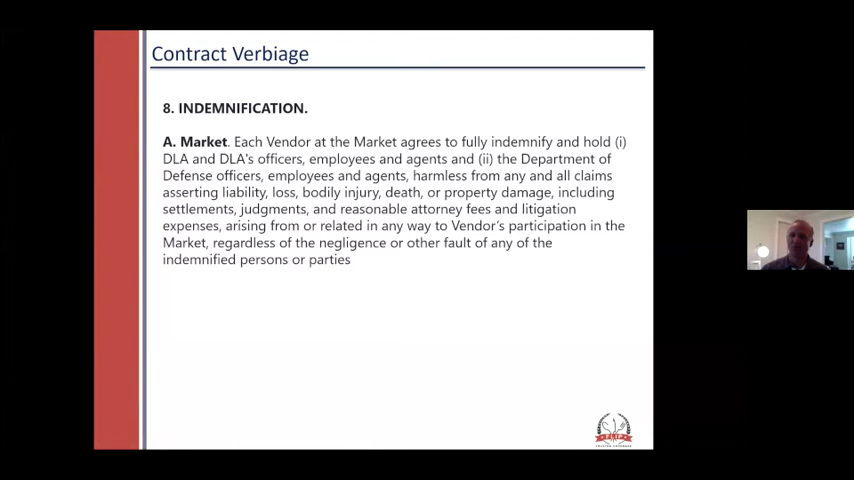 Contract Verbiage
8. INDEMNIFICATION.
A. Market. Each Vendor at the Market agrees to fully indemnify and hold (i)
DLA and DLA's officers, employees and agents and (ii) the Department of
Defense officers, employees and agents, harmless from any and all claims
asserting liability, loss, bodily injury, death, or property damage, including
settlements, judgments, and reasonable attorney fees and litigation
expenses, arising from or related in any way to Vendor's participation in the
Market, regardless of the negligence or other fault of any of the
indemnified persons or parties
FLIP